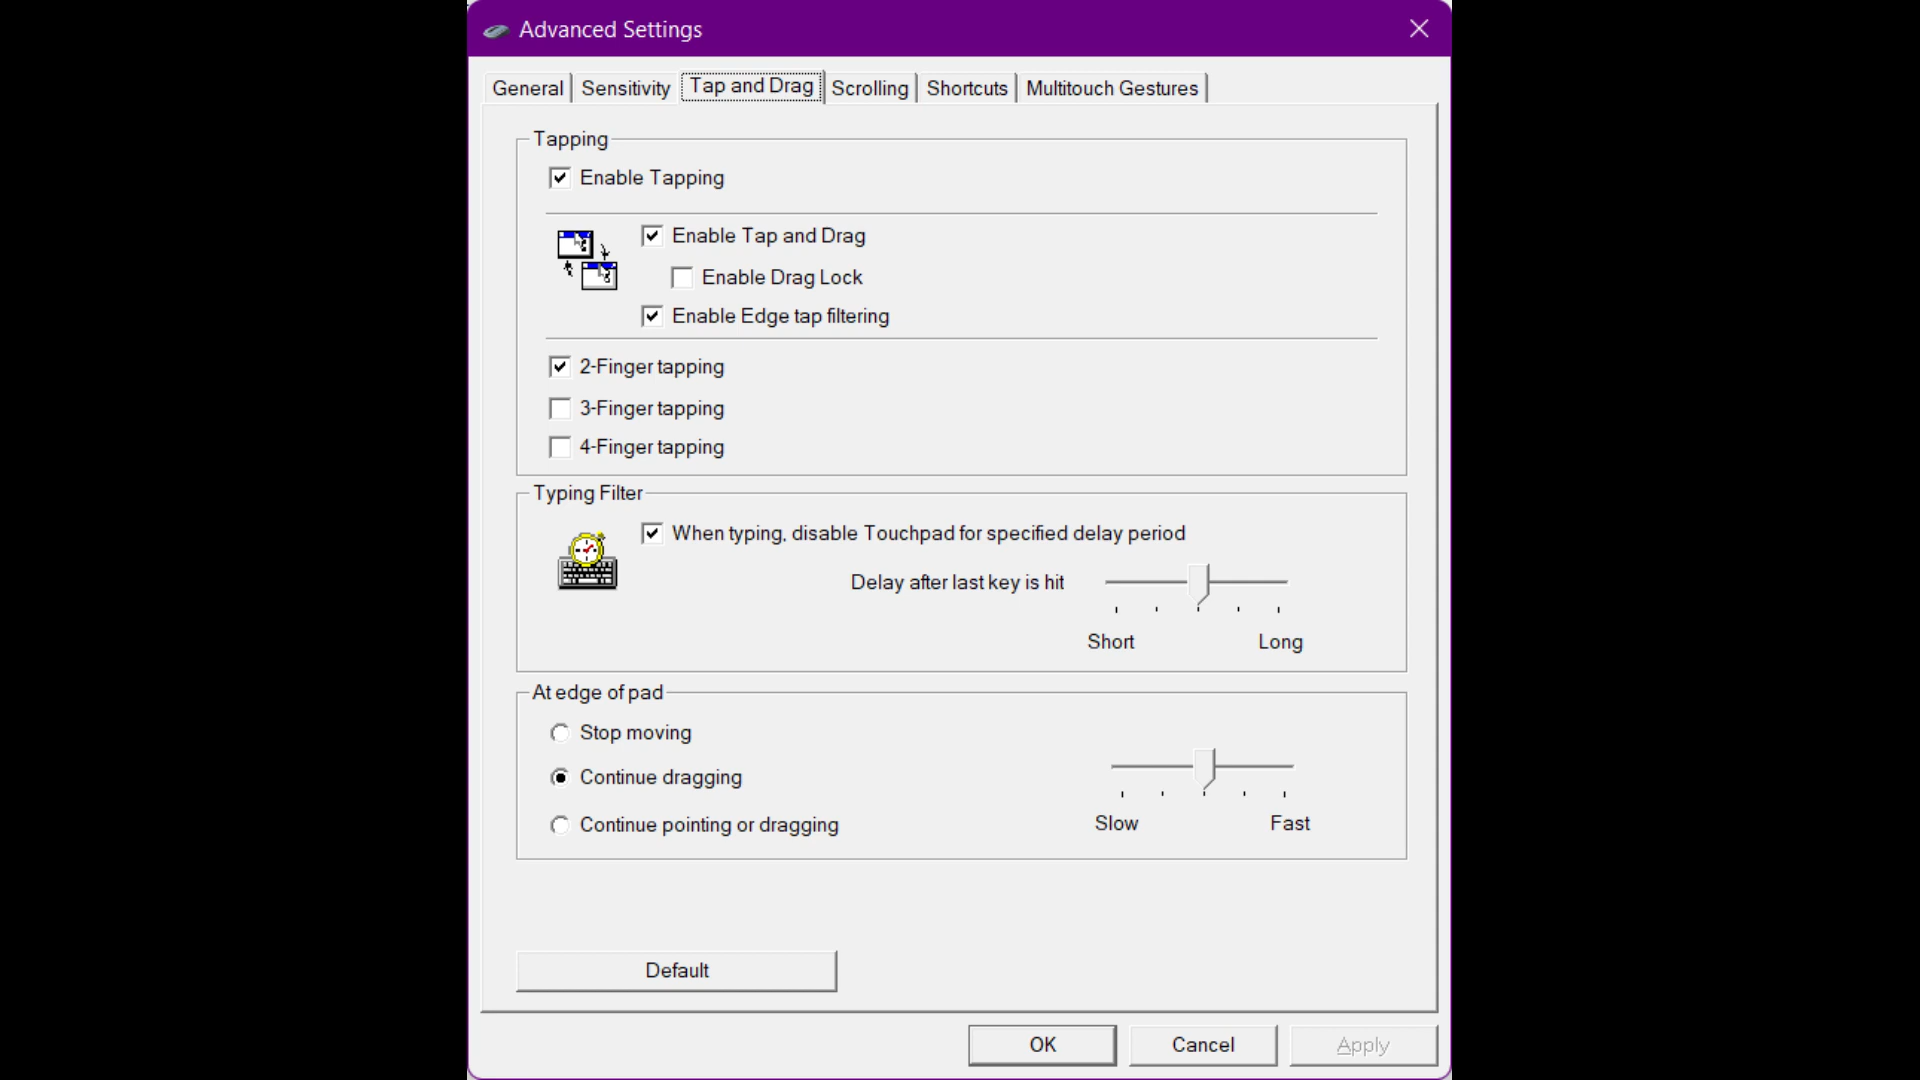 Advanced Settings
General Sensitivity Tap and Drag Scrolling Shortcuts Multitouch Gestures
Tapping
Enable Tapping
Enable Tap and Drag
Enable Drag Lock
Enable Edge tap filtering
2-Finger tapping
3-Finger tapping
4-Finger tapping
Typing Filter
When typing, disable Touchpad for specified delay period
Delay after last key is hit
Short Long
At edge of pad
Stop moving
Continue dragging
Continue pointing or dragging
Slow Fast
Default
OK Cancel Apply